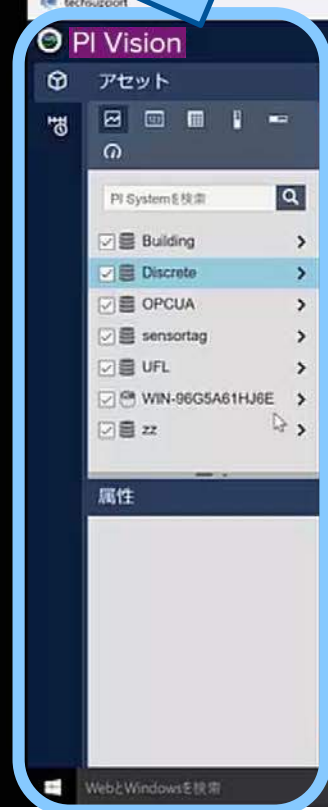 techsupport
PI Vision
アセット
PI Systemを検索
Building
Discrete
OPCUA
sensortag
UFL
WIN-96G5A61HJ6E
zz
属性
WebとWindowsを検索